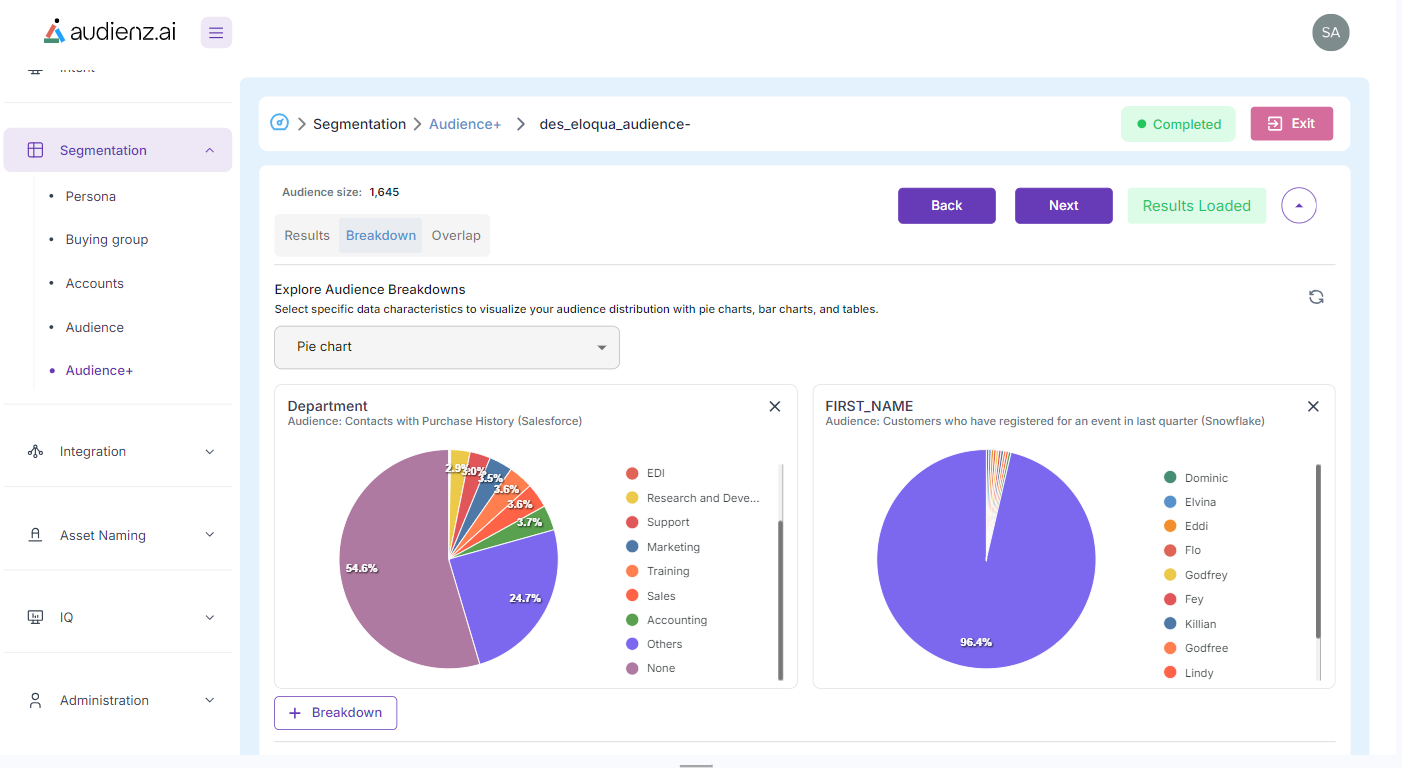 audienz.ai
SA
Intent
Segmentation
Persona
Buying group
Accounts
Audience
Audience+
Integration
Asset Naming
IQ
Administration
Segmentation
Audience+
des_eloqua_audience-
Completed
Exit
Audience size: 1,645
Back
Next
Results Loaded
Results
Breakdown
Overlap
Explore Audience Breakdowns
Select specific data characteristics to visualize your audience distribution with pie charts, bar charts, and tables.
Pie chart
Department
Audience: Contacts with Purchase History (Salesforce)
2.9%
3.0%
3.5%
3.6%
3.6%
3.7%
24.7%
54.6%
EDI
Research and Deve...
Support
Marketing
Training
Sales
Accounting
Others
None
FIRST_NAME
Audience: Customers who have registered for an event in last quarter (Snowflake)
96.4%
Dominic
Elvina
Eddi
Flo
Godfrey
Fey
Killian
Godfree
Lindy
+ Breakdown